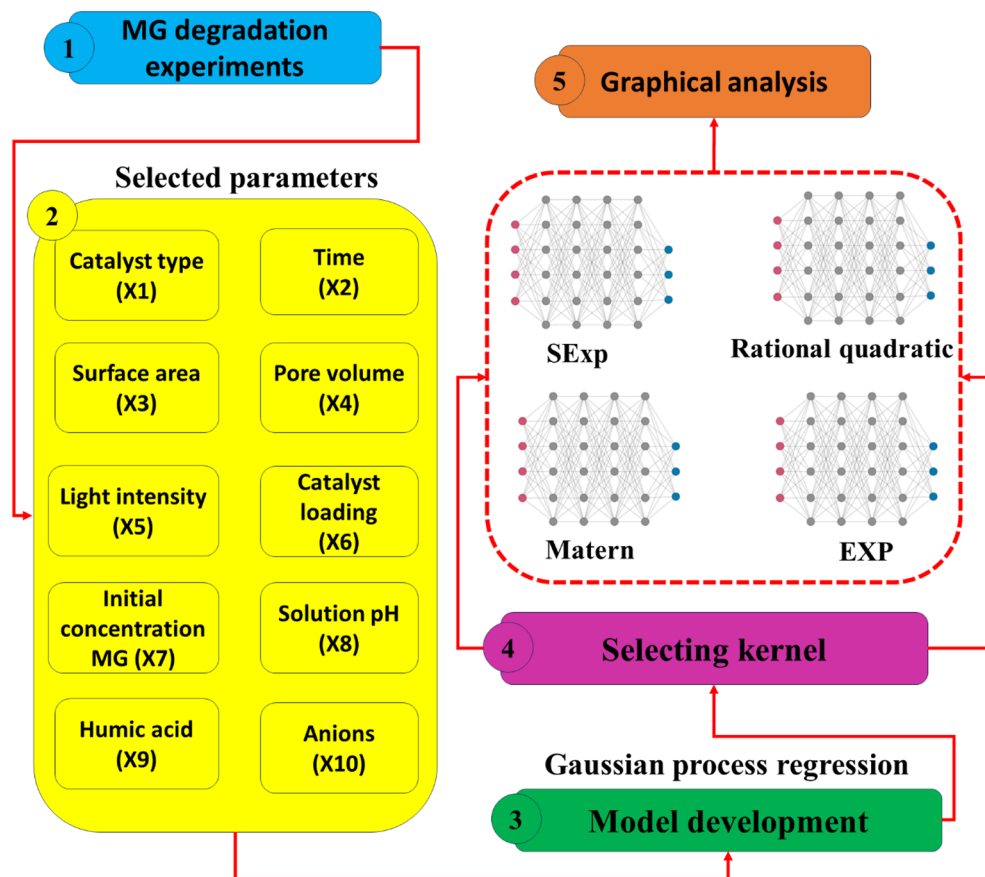 1
MG degradation
experiments
Selected parameters
2
Catalyst type
(X1)
Time
(X2)
Surface area
(X3)
Pore volume
(X4)
Light intensity
(X5)
Catalyst
loading
(X6)
Initial
concentration
MG (X7)
Solution pH
(X8)
Humic acid
(X9)
Anions
(X10)
Gaussian process regression
3
Model development
4
Selecting kernel
SExp
Rational quadratic
Matern
EXP
5
Graphical analysis